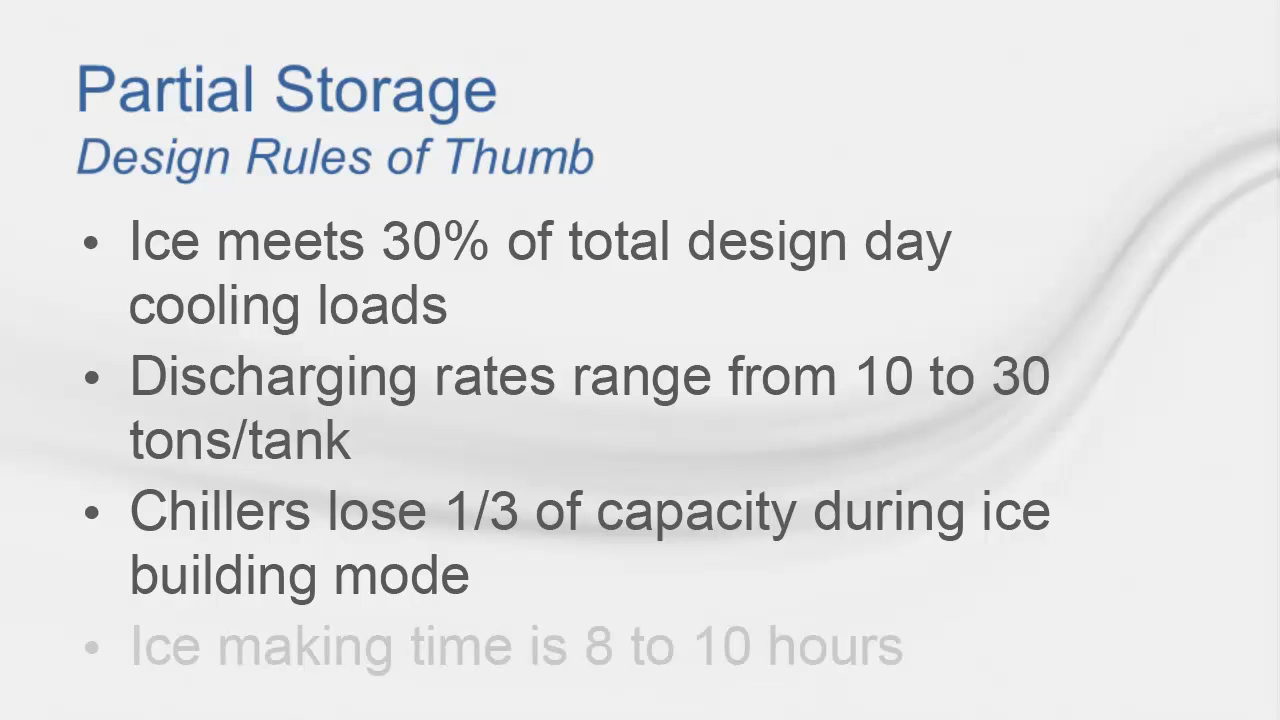 Partial Storage
Design Rules of Thumb
• Ice meets 30% of total design day
cooling loads
• Discharging rates range from 10 to 30
tons/tank
• Chillers lose 1/3 of capacity during ice
building mode
• Ice making time is 8 to 10 hours